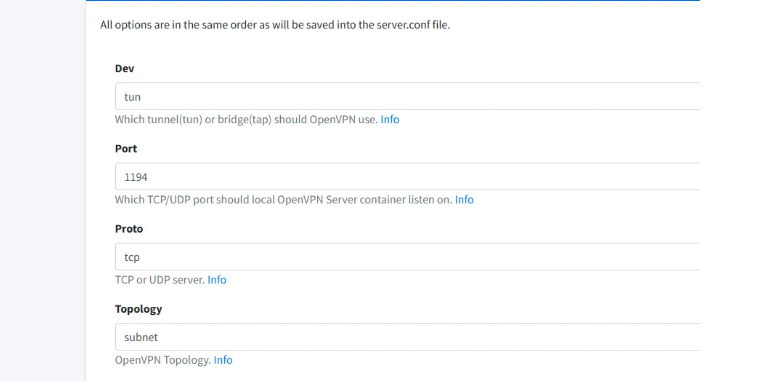 All options are in the same order as will be saved into the server.conf file.
Dev
tun
Which tunnel(tun) or bridge(tap) should OpenVPN use. Info
Port
1194
Which TCP/UDP port should local OpenVPN Server container listen on. Info
Proto
tcp
TCP or UDP server. Info
Topology
subnet
OpenVPN Topology. Info